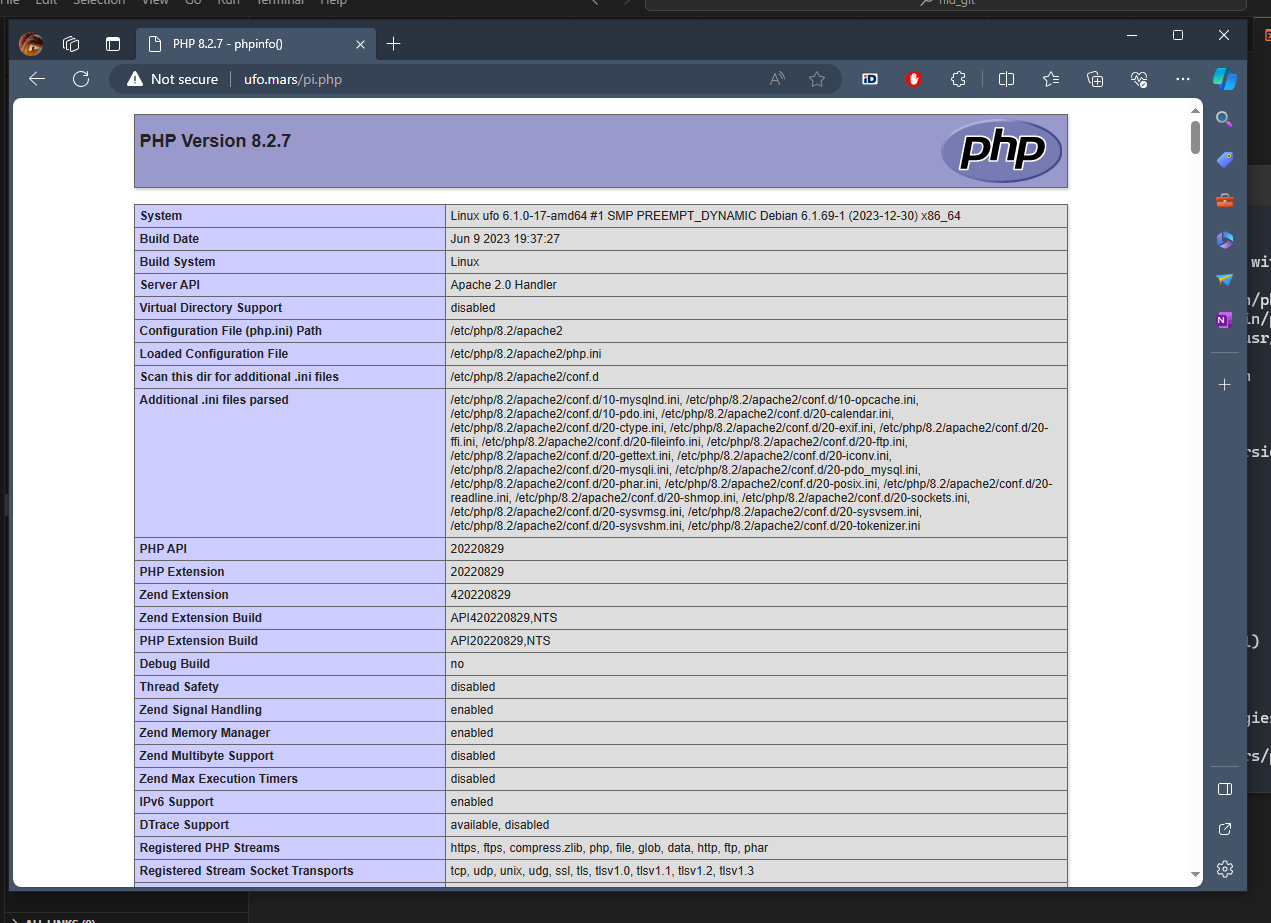 File Edit Selection View Go Run Terminal Help
nld_git
PHP 8.2.7 - phpinfo()
Not secure ufo.mars/pi.php
PHP Version 8.2.7
php
System Linux ufo 6.1.0-17-amd64 #1 SMP PREEMPT_DYNAMIC Debian 6.1.69-1 (2023-12-30) x86_64
Build Date Jun 9 2023 19:37:27
Build System Linux
Server API Apache 2.0 Handler
Virtual Directory Support disabled
Configuration File (php.ini) Path /etc/php/8.2/apache2
Loaded Configuration File /etc/php/8.2/apache2/php.ini
Scan this dir for additional .ini files /etc/php/8.2/apache2/conf.d
Additional .ini files parsed /etc/php/8.2/apache2/conf.d/10-mysqlnd.ini, /etc/php/8.2/apache2/conf.d/10-opcache.ini,
/etc/php/8.2/apache2/conf.d/10-pdo.ini, /etc/php/8.2/apache2/conf.d/20-calendar.ini,
/etc/php/8.2/apache2/conf.d/20-ctype.ini, /etc/php/8.2/apache2/conf.d/20-exif.ini, /etc/php/8.2/apache2/conf.d/20-
ffi.ini, /etc/php/8.2/apache2/conf.d/20-fileinfo.ini, /etc/php/8.2/apache2/conf.d/20-ftp.ini,
/etc/php/8.2/apache2/conf.d/20-gettext.ini, /etc/php/8.2/apache2/conf.d/20-iconv.ini,
/etc/php/8.2/apache2/conf.d/20-mysqli.ini, /etc/php/8.2/apache2/conf.d/20-pdo_mysql.ini,
/etc/php/8.2/apache2/conf.d/20-phar.ini, /etc/php/8.2/apache2/conf.d/20-posix.ini, /etc/php/8.2/apache2/conf.d/20-
readline.ini, /etc/php/8.2/apache2/conf.d/20-shmop.ini, /etc/php/8.2/apache2/conf.d/20-sockets.ini,
/etc/php/8.2/apache2/conf.d/20-sysvmsg.ini, /etc/php/8.2/apache2/conf.d/20-sysvsem.ini,
/etc/php/8.2/apache2/conf.d/20-sysvshm.ini, /etc/php/8.2/apache2/conf.d/20-tokenizer.ini
PHP API 20220829
PHP Extension 20220829
Zend Extension 420220829
Zend Extension Build API420220829,NTS
PHP Extension Build API20220829,NTS
Debug Build no
Thread Safety disabled
Zend Signal Handling enabled
Zend Memory Manager enabled
Zend Multibyte Support disabled
Zend Max Execution Timers disabled
IPv6 Support enabled
DTrace Support available, disabled
Registered PHP Streams https, ftps, compress.zlib, php, file, glob, data, http, ftp, phar
Registered Stream Socket Transports tcp, udp, unix, udg, ssl, tls, tlsv1.0, tlsv1.1, tlsv1.2, tlsv1.3